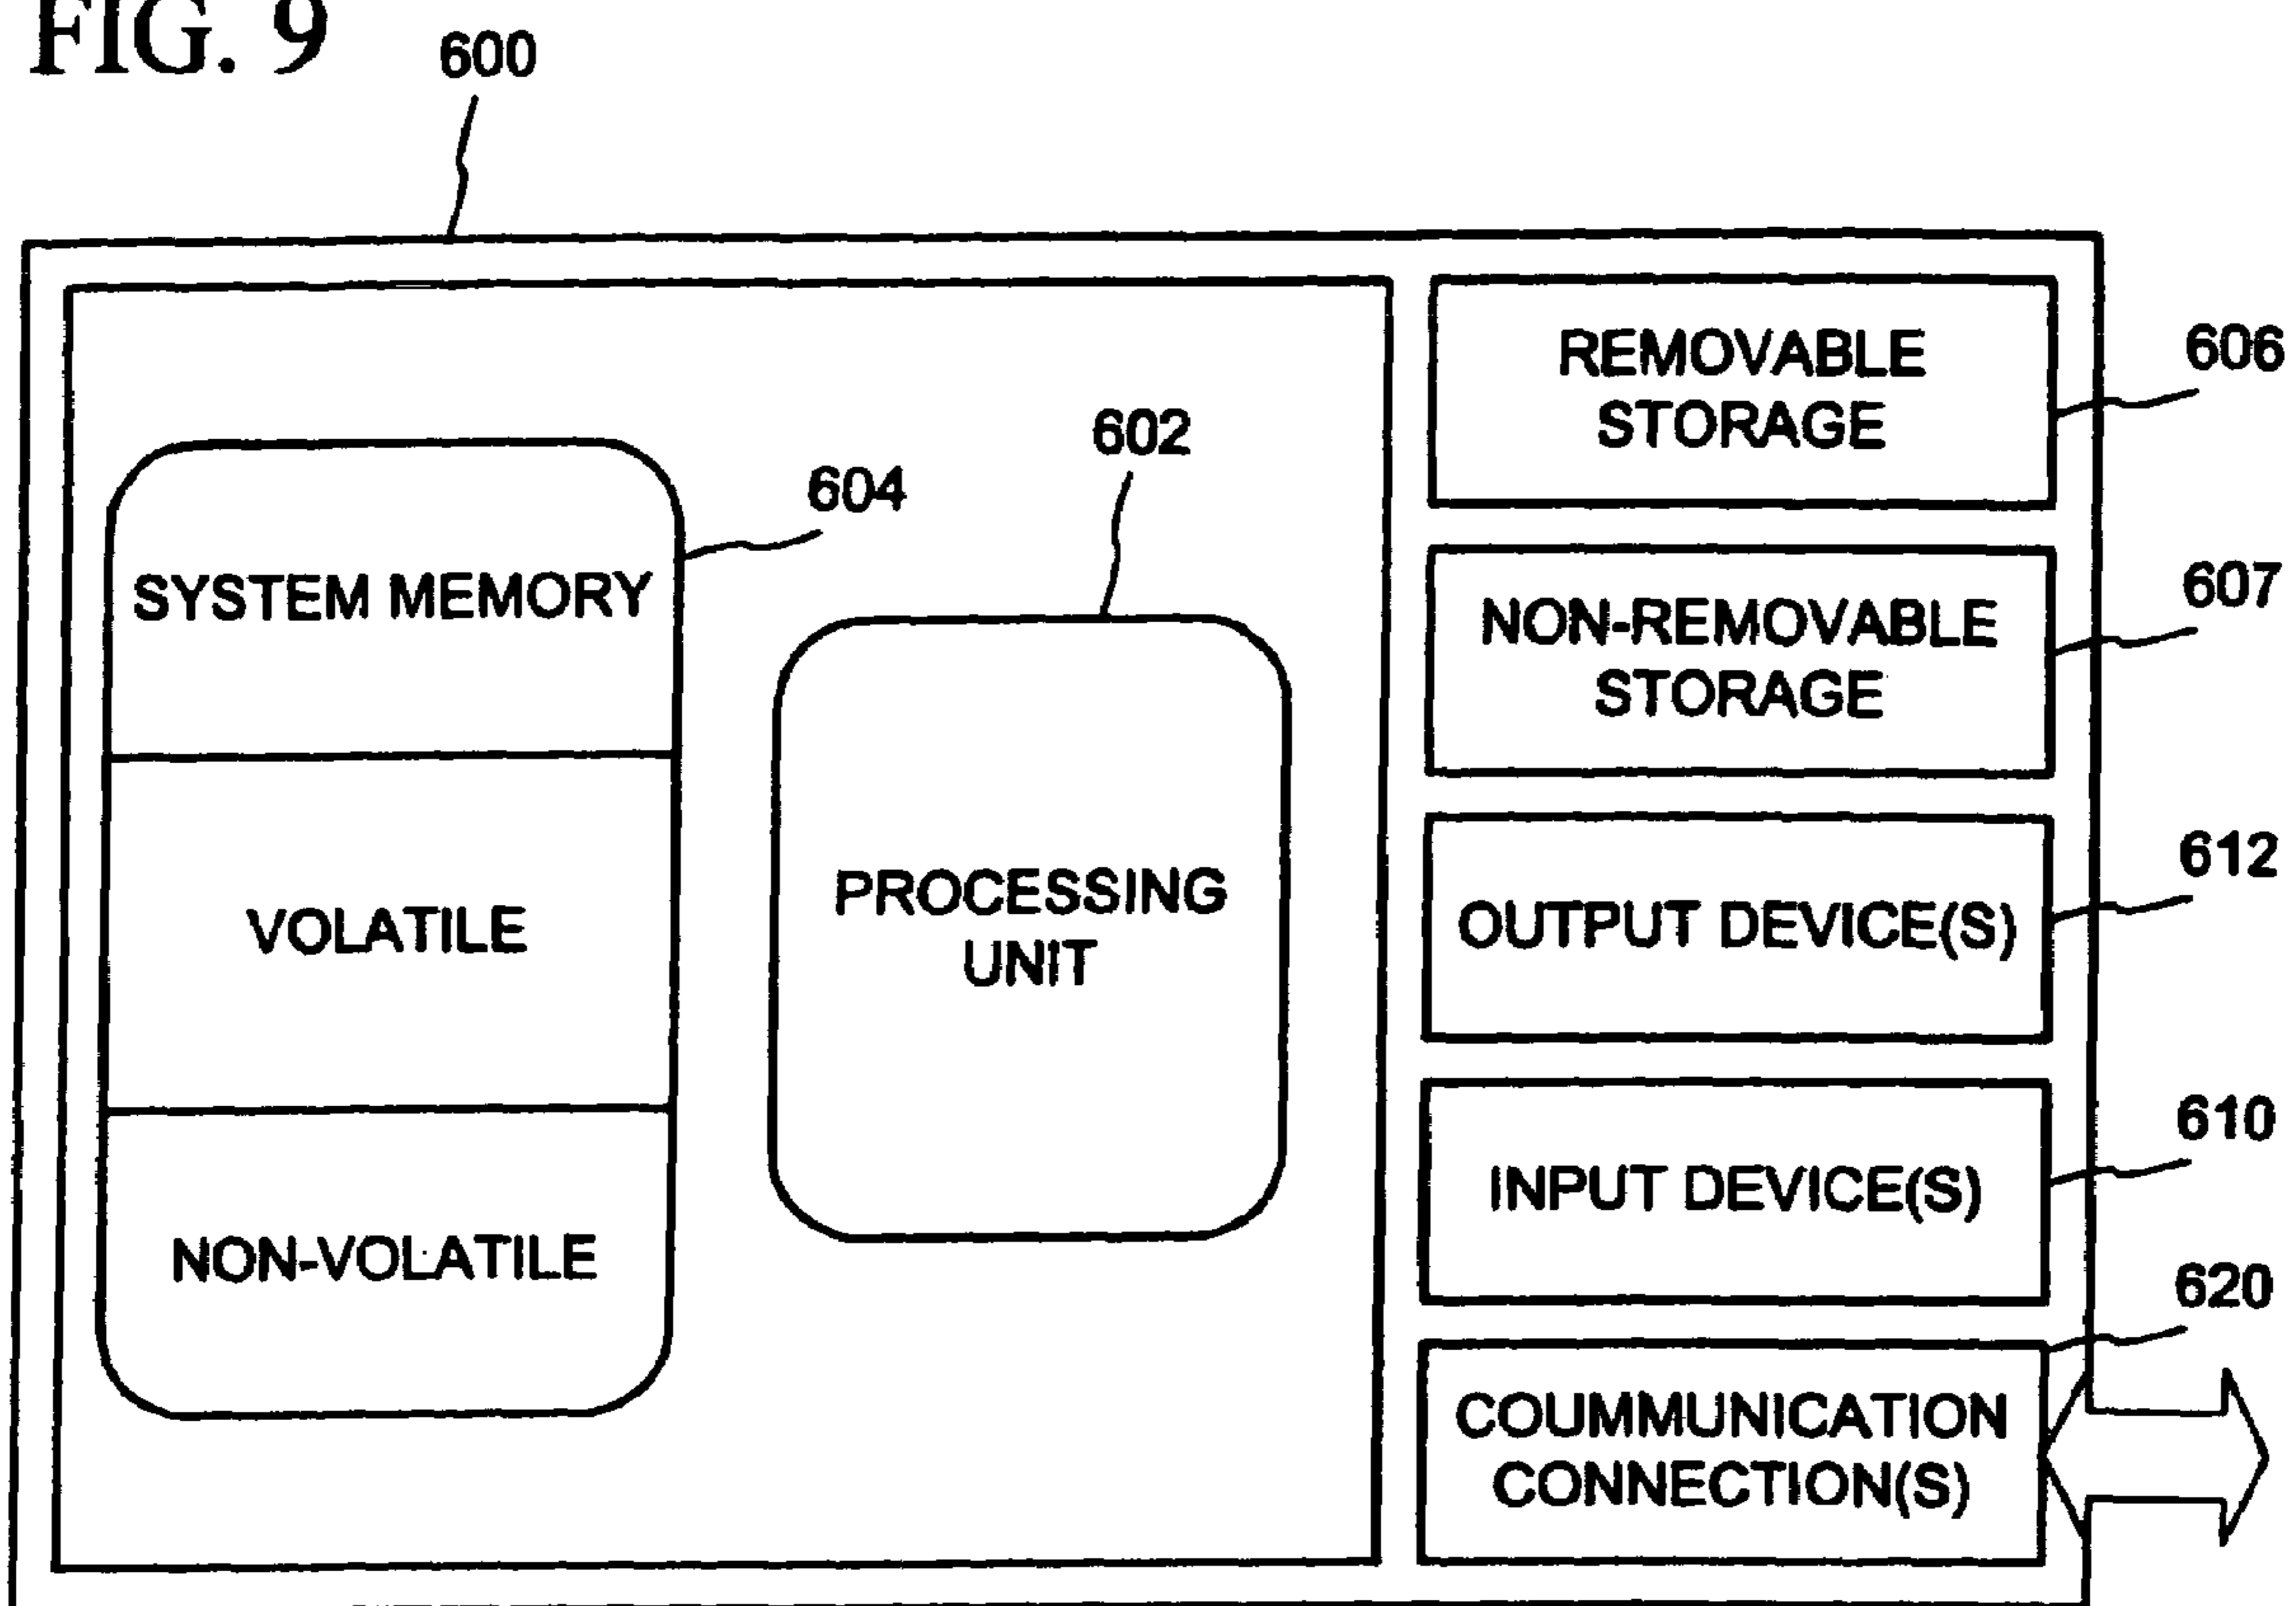 FIG. 9
600
REMOVABLE
STORAGE
606
602
604
SYSTEM MEMORY
NON-REMOVABLE
STORAGE
607
PROCESSING
UNIT
VOLATILE
OUTPUT DEVICE(S)
612
INPUT DEVICE(S)
610
NON-VOLATILE
620
COUMMUNICATION
CONNECTION(S)